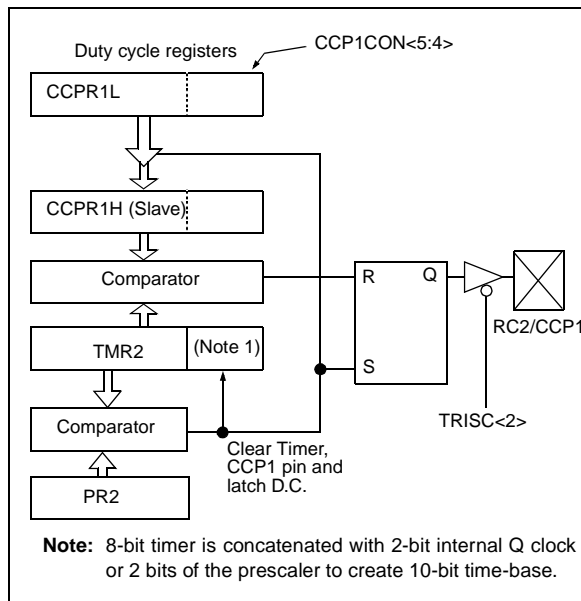 Duty cycle registers
CCP1CON<5:4>
CCPR1L
CCPR1H (Slave)
Comparator
R
Q
RC2/CCP1
TMR2
(Note 1)
S
TRISC<2>
Comparator
Clear Timer,
CCP1 pin and
latch D.C.
PR2
Note: 8-bit timer is concatenated with 2-bit internal Q clock
or 2 bits of the prescaler to create 10-bit time-base.